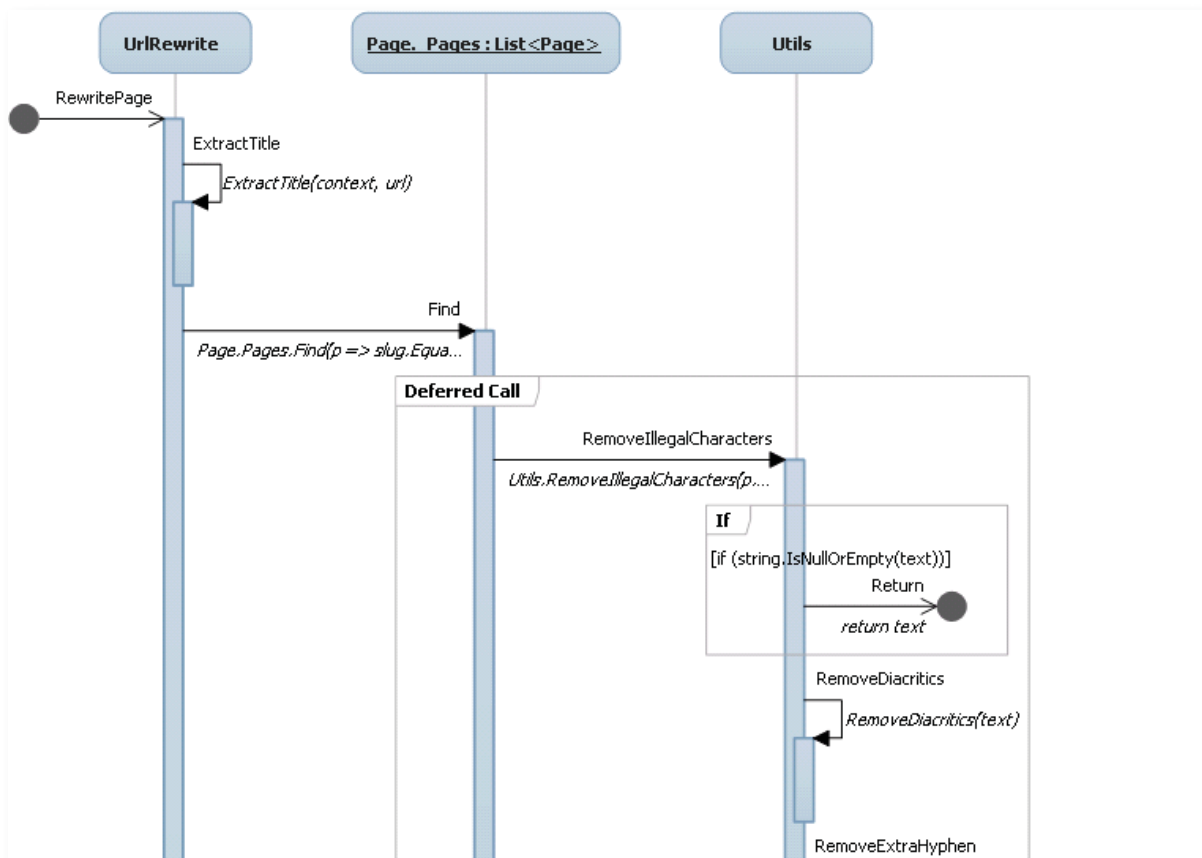 UrlRewrite
Page. Pages : List<Page>
Utils
RewritePage
ExtractTitle
ExtractTitle(context, url)
Find
Page.Pages.Find(p => slug.Equa...
Deferred Call
RemoveIllegalCharacters
Utils.RemoveIllegalCharacters(p....
If
[if (string.IsNullOrEmpty(text))]
Return
return text
RemoveDiacritics
RemoveDiacritics(text)
RemoveExtraHyphen